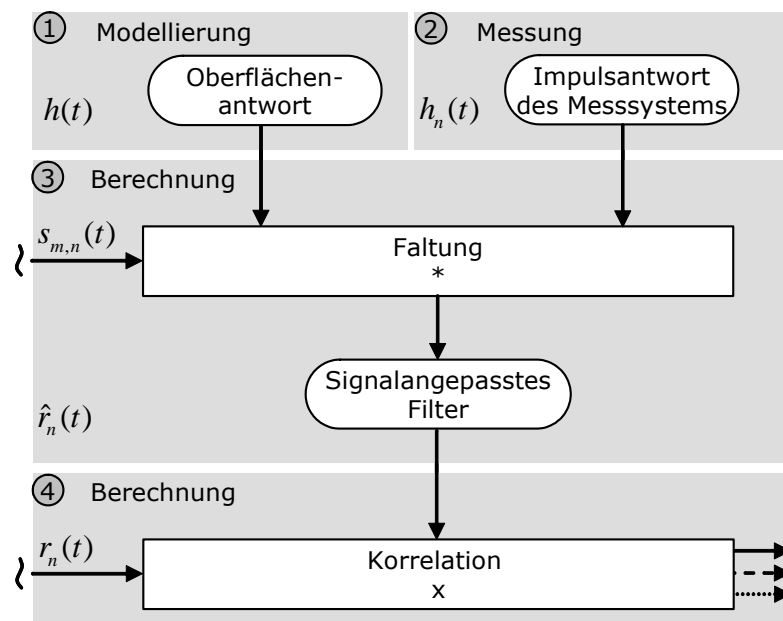 1 Modellierung
Oberflächen-
antwort
h(t)
2 Messung
Impulsantwort
des Messsystems
h_n(t)
3 Berechnung
s_{m,n}(t)
Faltung
*
Signalangepasstes
Filter
r̂_n(t)
4 Berechnung
r_n(t)
Korrelation
x